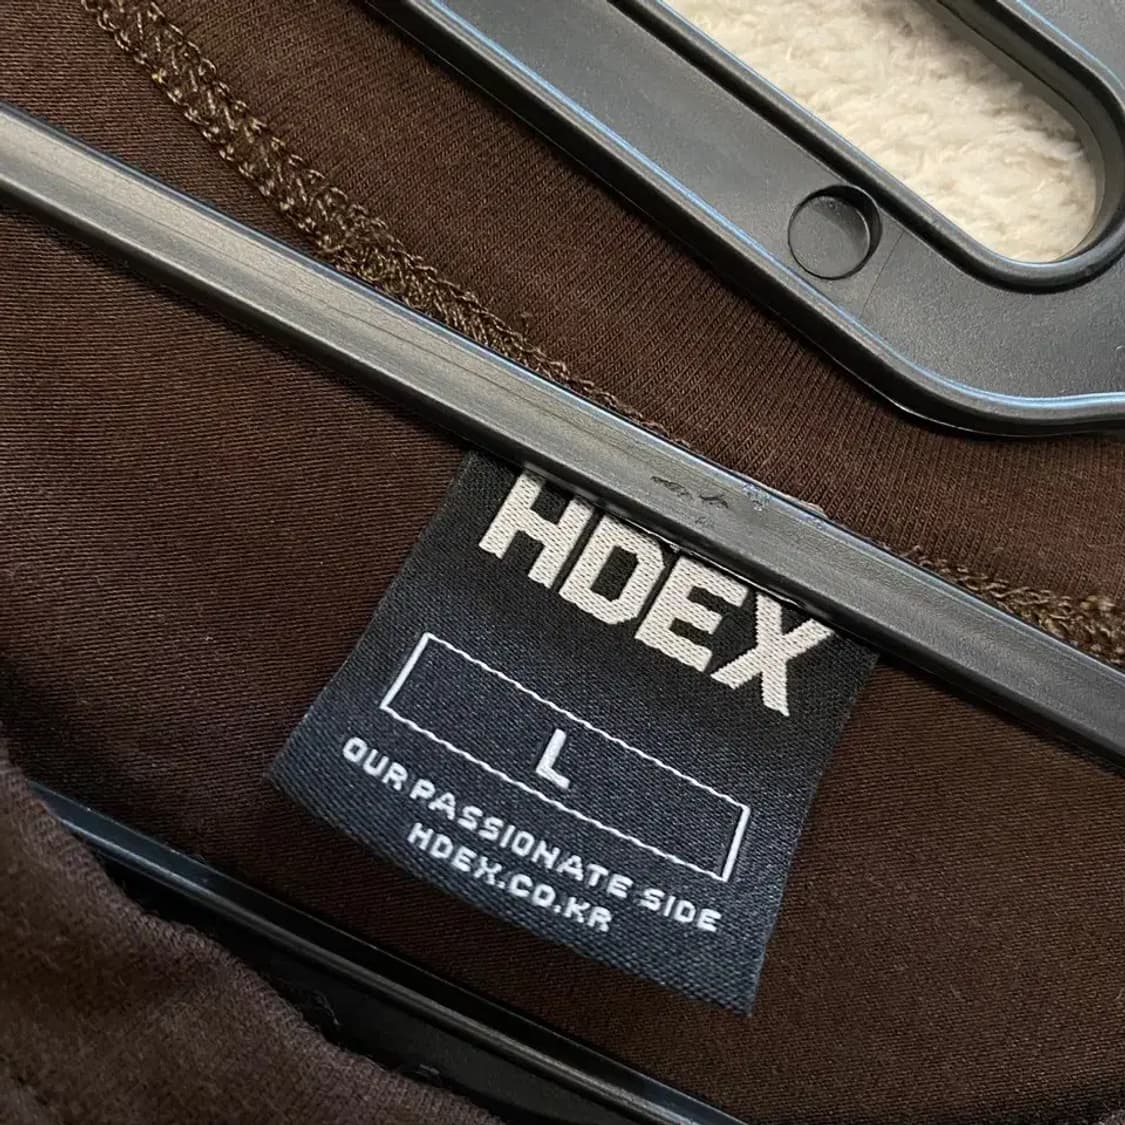 HDEX
L
OUR PASSIONATE SIDE
HDEX.CO.KR